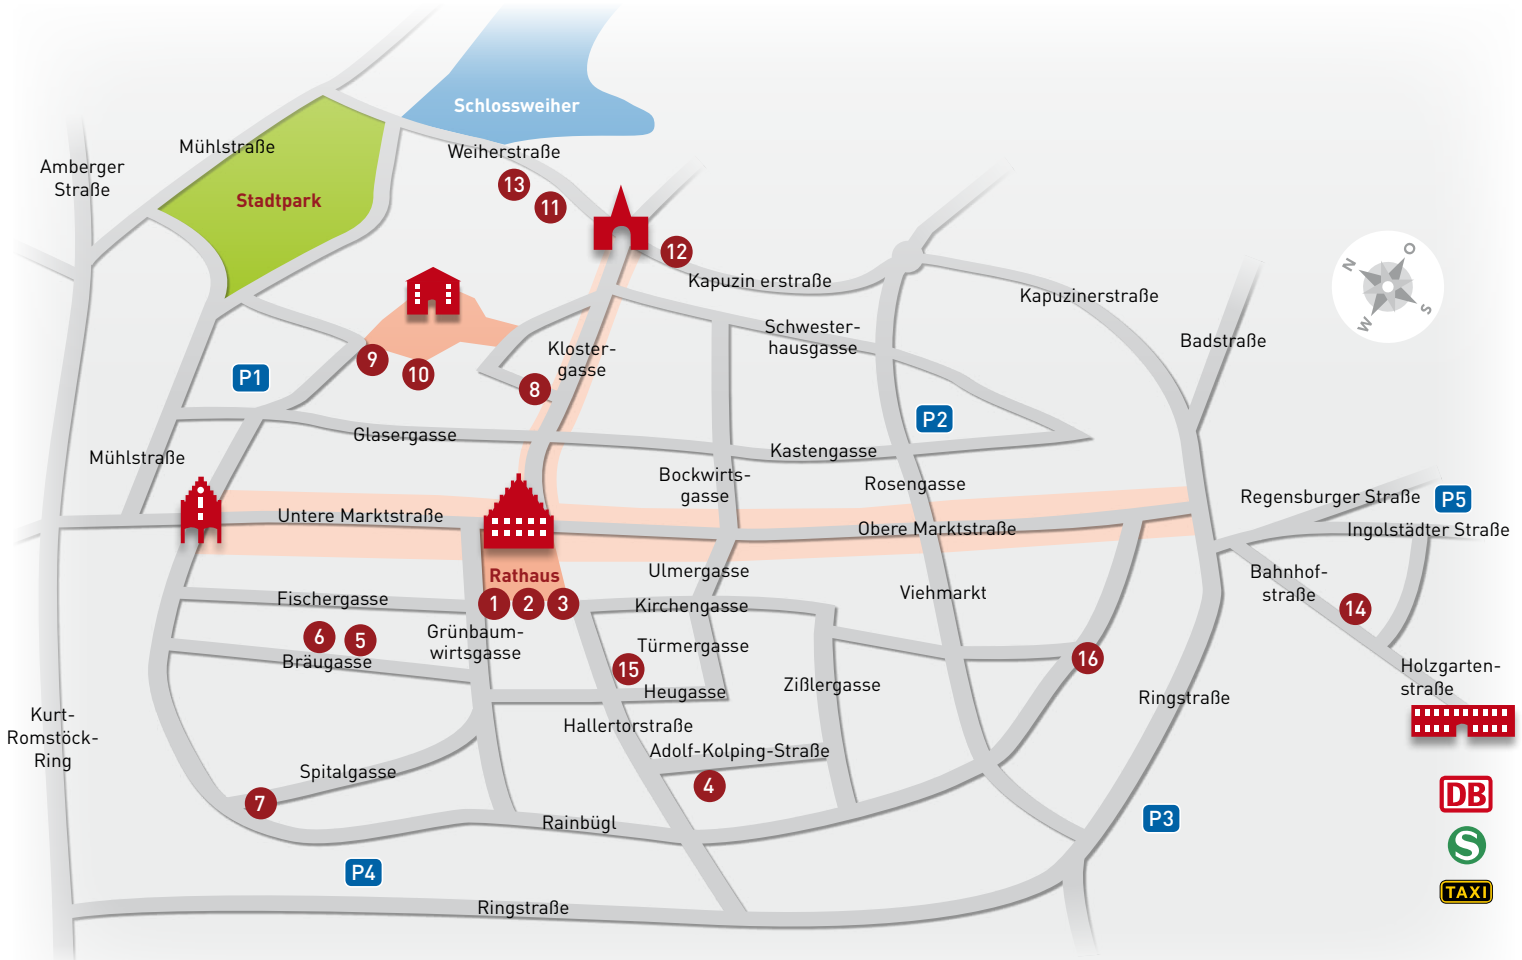 Schlossweiher
Mühlstraße
Weiherstraße
Amberger
Straße
13
Stadtpark
11
12
O
N
Kapuzin erstraße
Kapuzinerstraße
S
W
Schwester-
hausgasse
Badstraße
Kloster-
gasse
9
10
P1
8
P2
Glasergasse
Kastengasse
Mühlstraße
Bockwirts-
gasse
Rosengasse
Regensburger Straße
P5
Untere Marktstraße
Obere Marktstraße
Ingolstädter Straße
Rathaus
Ulmergasse
Bahnhof-
straße
Fischergasse
1
2
3
Kirchengasse
Viehmarkt
14
6
5
Grünbaum-
wirtsgasse
Türmergasse
Bräugasse
15
16
Holzgarten-
straße
Heugasse
Zißlergasse
Ringstraße
Kurt-
Romstöck-
Ring
Hallertorstraße
Adolf-Kolping-Straße
Spitalgasse
4
7
DB
Rainbügl
P3
S
P4
TAXI
Ringstraße